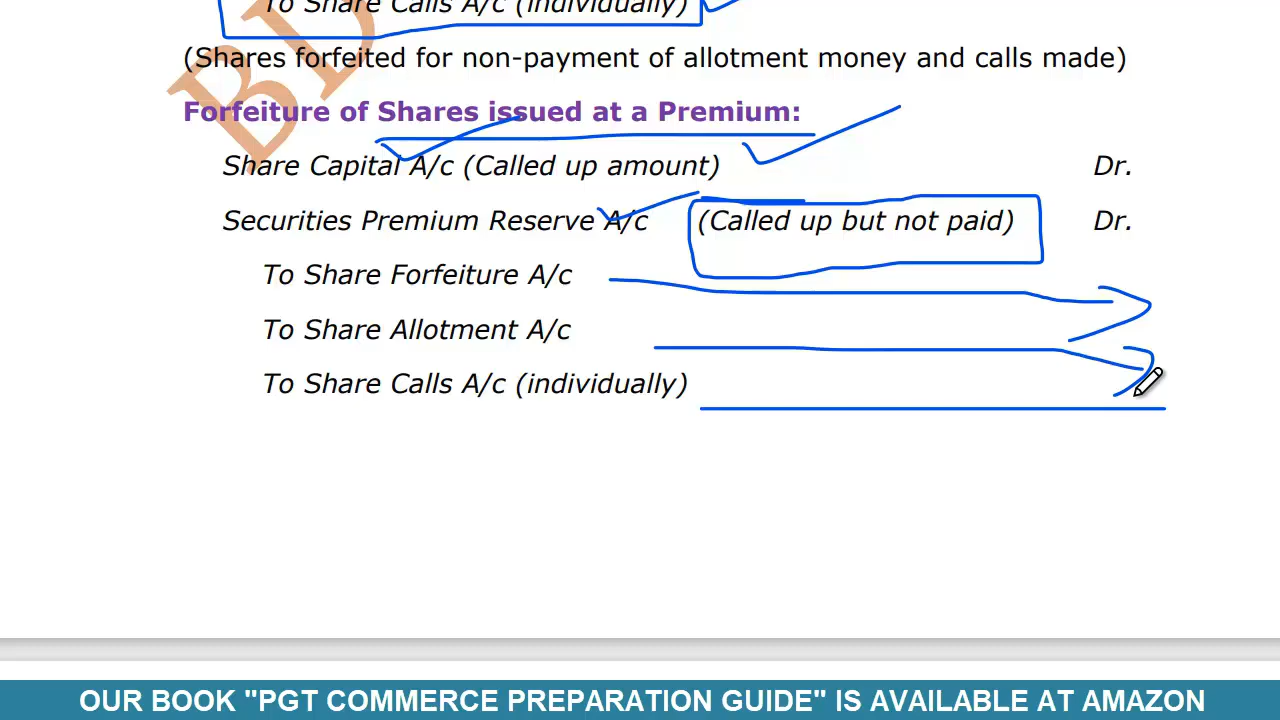 To Share Calls A/c (individually)
(Shares forfeited for non-payment of allotment money and calls made)
Forfeiture of Shares issued at a Premium:
Share Capital A/c (Called up amount) Dr.
Securities Premium Reserve A/c (Called up but not paid) Dr.
To Share Forfeiture A/c
To Share Allotment A/c
To Share Calls A/c (individually)
OUR BOOK "PGT COMMERCE PREPARATION GUIDE" IS AVAILABLE AT AMAZON